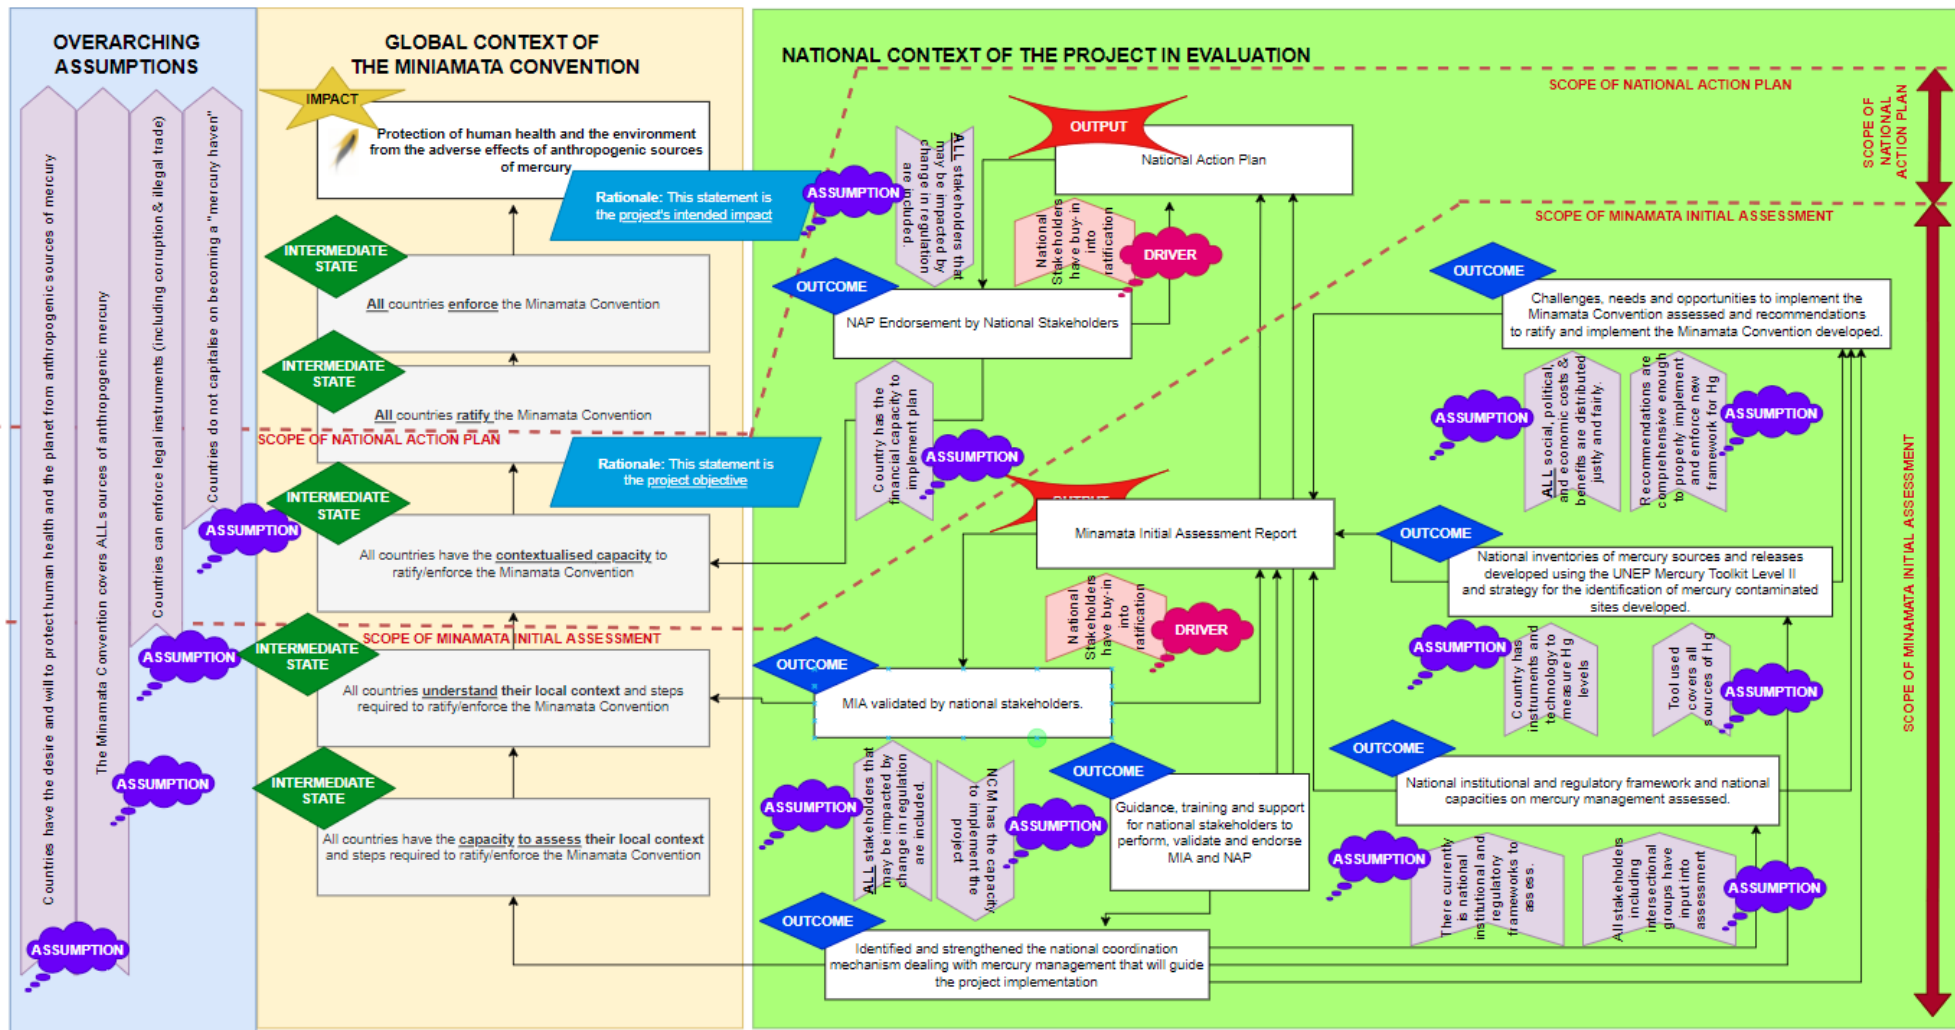 OVERARCHING
ASSUMPTIONS
Countries have the desire and will to protect human health and the planet from anthropogenic sources of mercury
The Minamata Convention covers ALL sources of anthropogenic mercury
Countries can enforce legal instruments (including corruption & illegal trade)
Countries do not capitalise on becoming a "mercury haven"
ASSUMPTION
ASSUMPTION
ASSUMPTION
ASSUMPTION
GLOBAL CONTEXT OF
THE MINIAMATA CONVENTION
IMPACT
Protection of human health and the environment
from the adverse effects of anthropogenic sources
of mercury
Rationale: This statement is
the project's intended impact
INTERMEDIATE
STATE
All countries enforce the Minamata Convention
INTERMEDIATE
STATE
All countries ratify the Minamata Convention
SCOPE OF NATIONAL ACTION PLAN
Rationale: This statement is
the project objective
INTERMEDIATE
STATE
All countries have the contextualised capacity to
ratify/enforce the Minamata Convention
SCOPE OF MINAMATA INITIAL ASSESSMENT
INTERMEDIATE
STATE
All countries understand their local context and steps
required to ratify/enforce the Minamata Convention
INTERMEDIATE
STATE
All countries have the capacity to assess their local context
and steps required to ratify/enforce the Minamata Convention
NATIONAL CONTEXT OF THE PROJECT IN EVALUATION
SCOPE OF NATIONAL ACTION PLAN
SCOPE OF
NATIONAL
ACTION PLAN
OUTPUT
National Action Plan
ASSUMPTION
ALL stakeholders that
may be impacted by
change in regulation
are included.
National
Stakeholders
have buy-in
into
ratification
DRIVER
SCOPE OF MINAMATA INITIAL ASSESSMENT
SCOPE OF MINAMATA INITIAL ASSESSMENT
OUTCOME
NAP Endorsement by National Stakeholders
OUTCOME
Challenges, needs and opportunities to implement the
Minamata Convention assessed and recommendations
to ratify and implement the Minamata Convention developed.
Country has the
financial capacity to
implement plan
ASSUMPTION
ASSUMPTION
ALL social, political,
and economic costs &
benefits are distributed
justly and fairly.
Recommendations are
comprehensive enough
to properly implement
and enforce new
framework for Hg
ASSUMPTION
OUTPUT
Minamata Initial Assessment Report
OUTCOME
National inventories of mercury sources and releases
developed using the UNEP Mercury Toolkit Level II
and strategy for the identification of mercury contaminated
sites developed.
National
Stakeholders
have buy-in
into
ratification
DRIVER
ASSUMPTION
Country has
instruments and
technology to
measure Hg
levels
Tool used
covers all
sources of Hg
ASSUMPTION
OUTCOME
MIA validated by national stakeholders.
OUTCOME
National institutional and regulatory framework and national
capacities on mercury management assessed.
ASSUMPTION
ALL stakeholders that
may be impacted by
change in regulation
are included.
NCM has the capacity
to implement the
project
ASSUMPTION
OUTCOME
Guidance, training and support
for national stakeholders to
perform, validate and endorse
MIA and NAP
ASSUMPTION
There currently
is national
institutional and
regulatory
frameworks to
assess.
All stakeholders
including
intersectional
groups have
input into
assessment
ASSUMPTION
OUTCOME
Identified and strengthened the national coordination
mechanism dealing with mercury management that will guide
the project implementation